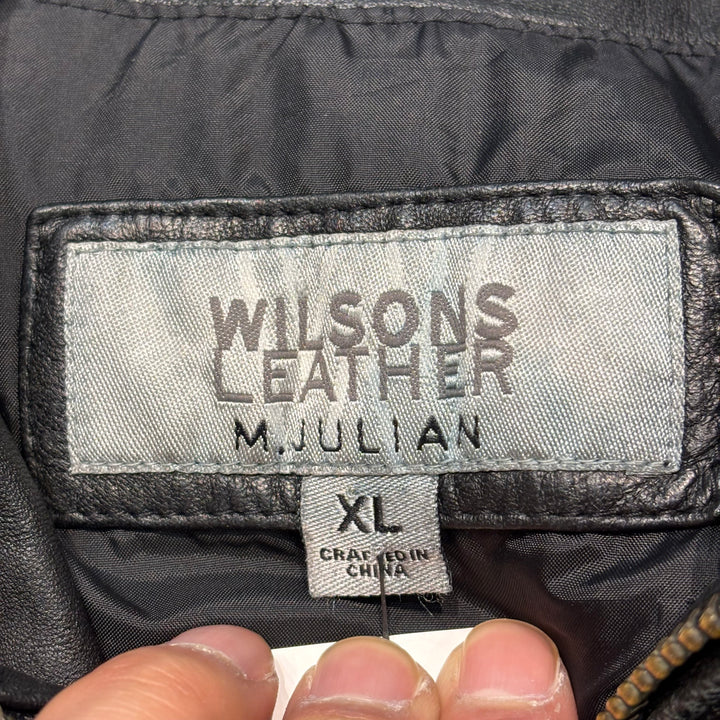 WILSONS
LEATHER
M.JULIAN
XL
CRAFTED IN
CHINA